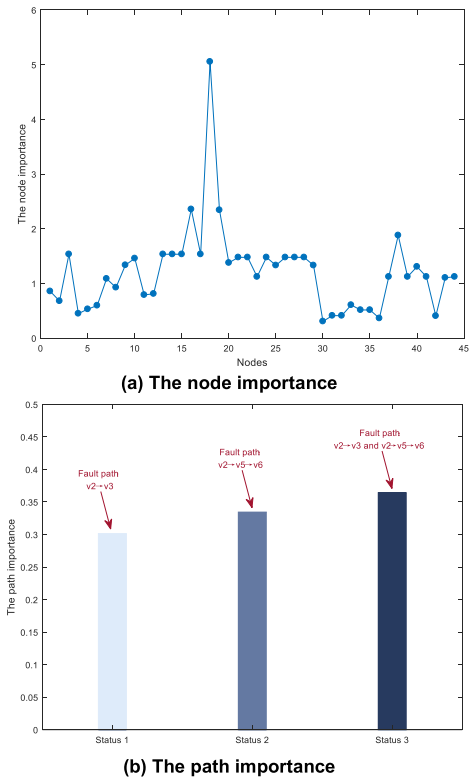 6
5
4
3
2
1
0
The node importance
0 5 10 15 20 25 30 35 40 45
Nodes
(a) The node importance
0.5
0.45
0.4
0.35
0.3
0.25
0.2
0.15
0.1
0.05
0
The path importance
Fault path
v2→v3
Fault path
v2→v5→v6
Fault path
v2→v3 and v2→v5→v6
Status 1 Status 2 Status 3
(b) The path importance